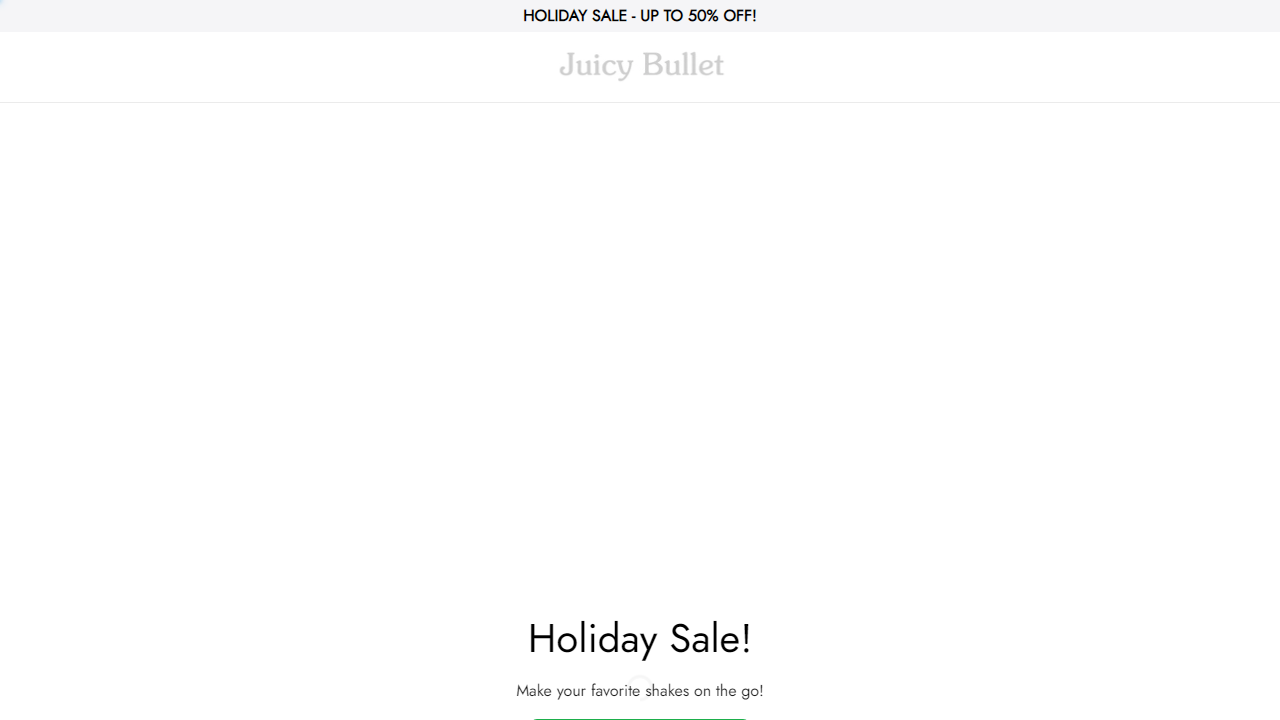 HOLIDAY SALE - UP TO 50% OFF!
Juicy Bullet
Holiday Sale!
Make your favorite shakes on the go!